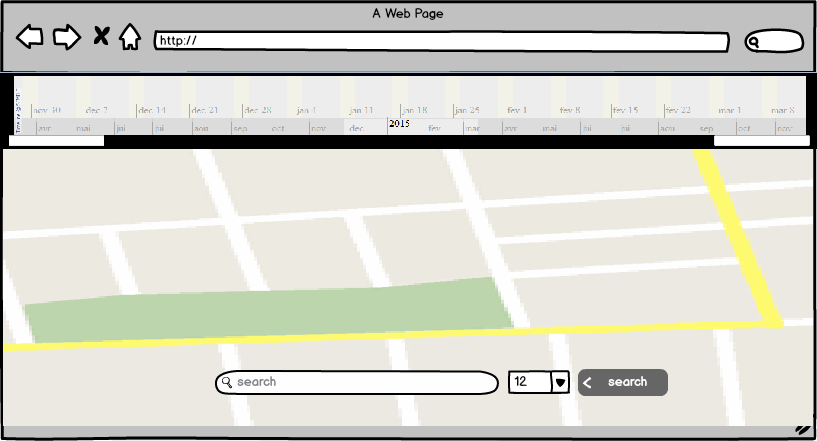 A Web Page
http://
nov 30 dec 7 dec 14 dec 21 dec 28 jan 4 jan 11 jan 18 jan 25 fev 1 fev 8 fev 15 fev 22 mar 1 mar 8
avr mai jui jui aou sep oct nov dec 2015 fev mar avr mai jui jui aou sep oct nov
search 12 search